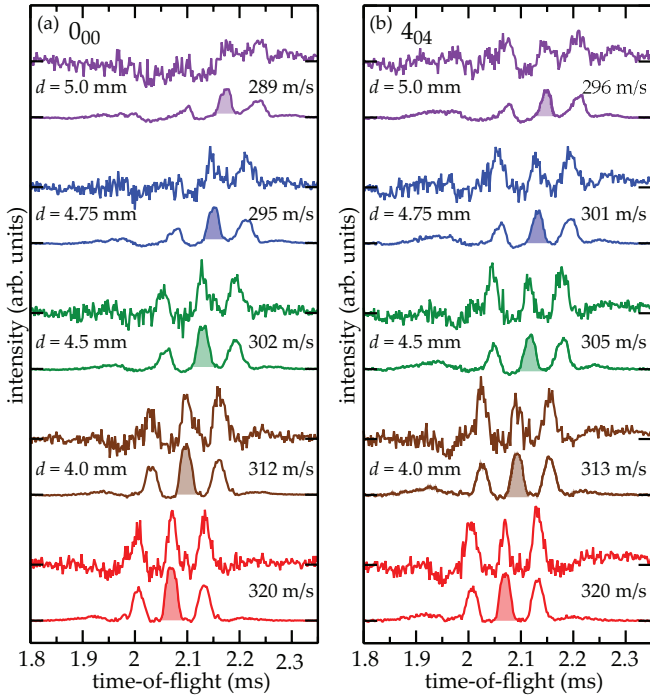 (a) 0₀₀
d = 5.0 mm 289 m/s
d = 4.75 mm 295 m/s
d = 4.5 mm 302 m/s
d = 4.0 mm 312 m/s
320 m/s
1.8 1.9 2 2.1 2.2 2.3
time-of-flight (ms)
intensity (arb. units)
(b) 4₀₄
d = 5.0 mm 296 m/s
d = 4.75 mm 301 m/s
d = 4.5 mm 305 m/s
d = 4.0 mm 313 m/s
320 m/s
1.8 1.9 2 2.1 2.2 2.3
time-of-flight (ms)
intensity (arb. units)